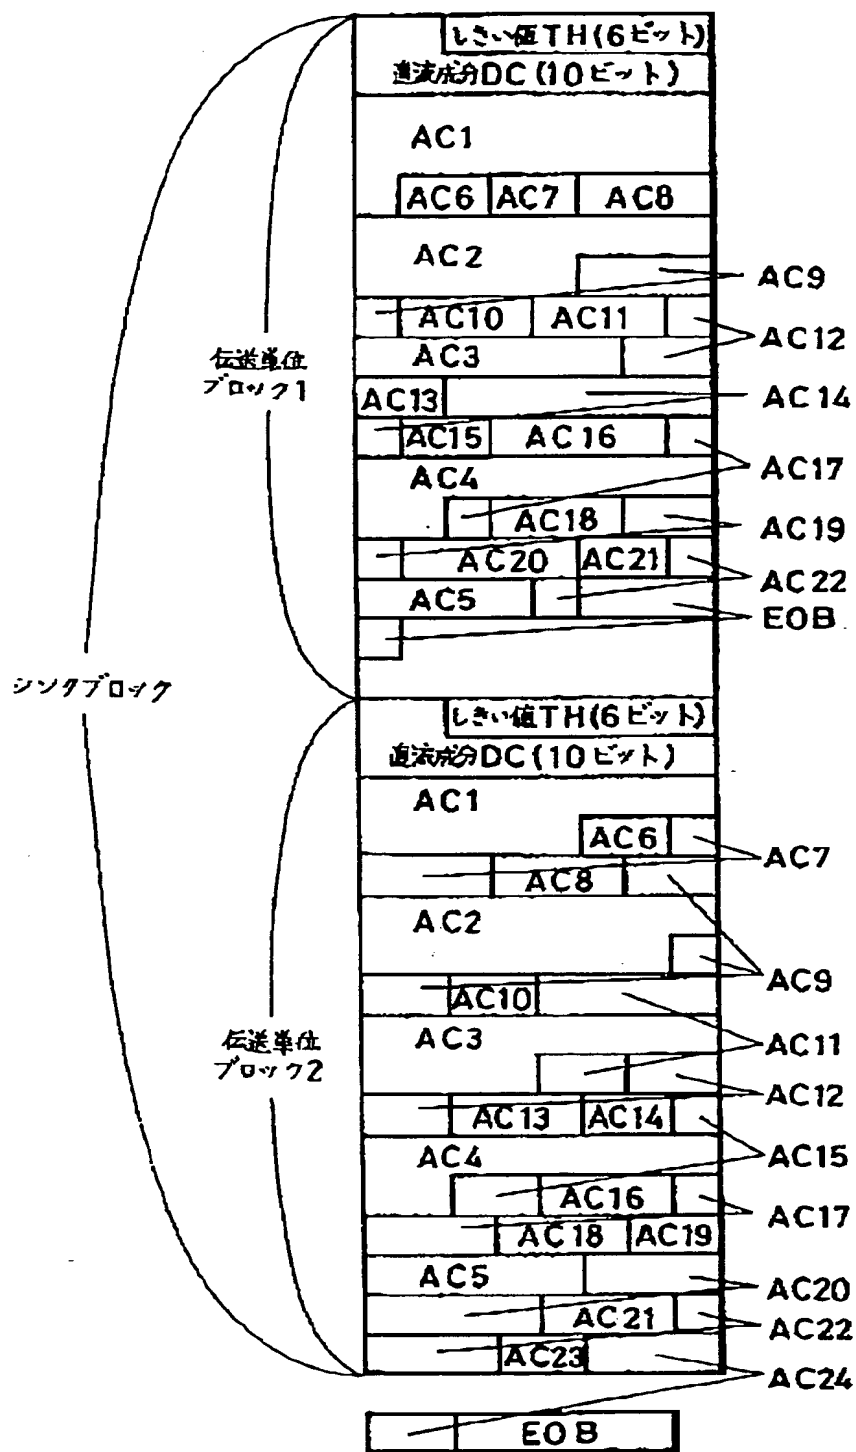 しきい値TH(6ビット)
直流成分DC(10ビット)
AC1
AC6 AC7 AC8
AC2
AC9
AC10 AC11
AC12
AC3
伝送単位
ブロック1
AC13
AC14
AC15 AC16
AC17
AC4
AC18
AC19
AC20 AC21
AC22
AC5
EOB
シンクブロック
しきい値TH(6ビット)
直流成分DC(10ビット)
AC1
AC6
AC7
AC8
AC2
AC9
AC10
AC3
AC11
伝送単位
ブロック2
AC12
AC13 AC14
AC15
AC4
AC16
AC17
AC18 AC19
AC5
AC20
AC21
AC22
AC23
AC24
EOB